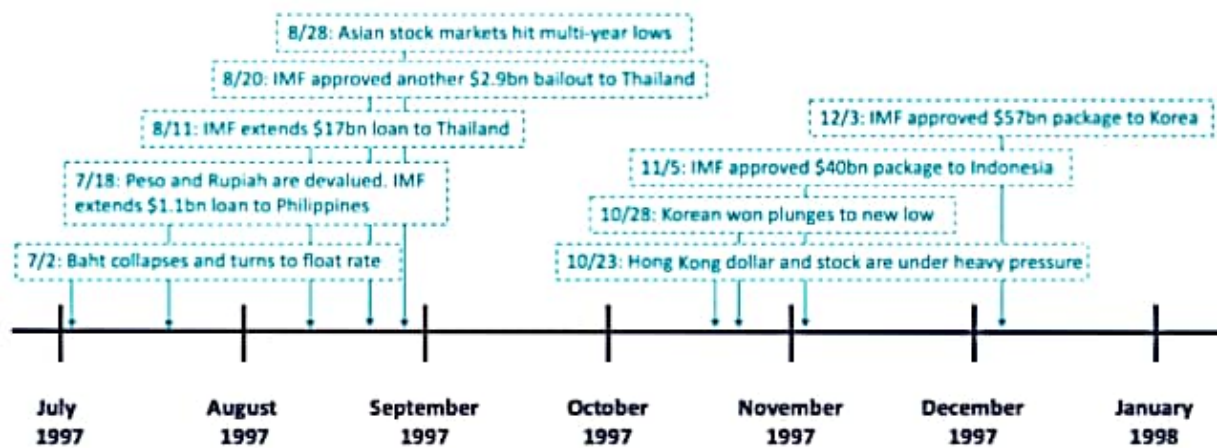 8/28: Asian stock markets hit multi-year lows
8/20: IMF approved another $2.9bn bailout to Thailand
8/11: IMF extends $17bn loan to Thailand
7/18: Peso and Rupiah are devalued. IMF
extends $1.1bn loan to Philippines
7/2: Baht collapses and turns to float rate
12/3: IMF approved $57bn package to Korea
11/5: IMF approved $40bn package to Indonesia
10/28: Korean won plunges to new low
10/23: Hong Kong dollar and stock are under heavy pressure
July
1997
August
1997
September
1997
October
1997
November
1997
December
1997
January
1998